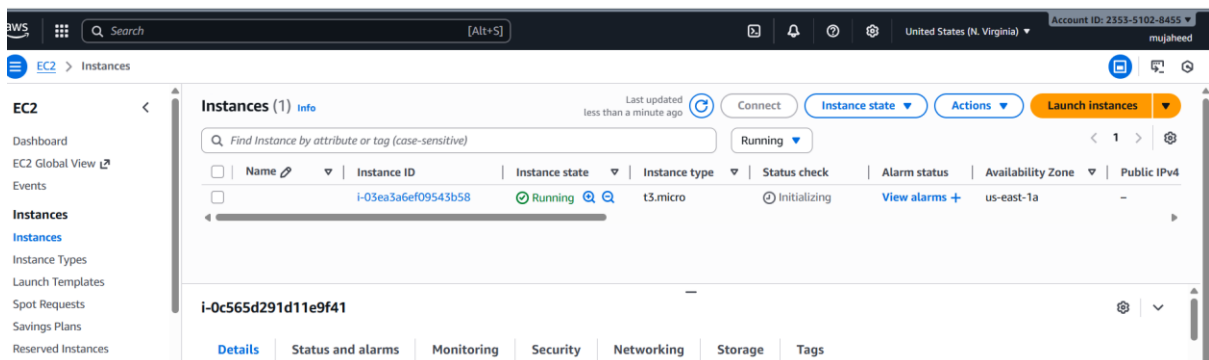 aws
Search
[Alt+S]
United States (N. Virginia) ▼
Account ID: 2353-5102-8455 ▼
mujaheed
EC2 > Instances
EC2
Dashboard
EC2 Global View
Events
Instances
Instances
Instance Types
Launch Templates
Spot Requests
Savings Plans
Reserved Instances
Instances (1) Info
Last updated
less than a minute ago
Connect
Instance state ▼
Actions ▼
Launch instances ▼
Find Instance by attribute or tag (case-sensitive)
Running ▼
< 1 >
Name ▼ | Instance ID | Instance state ▼ | Instance type ▼ | Status check | Alarm status | Availability Zone ▼ | Public IPv4
i-03ea3a6ef09543b58 Running t3.micro Initializing View alarms + us-east-1a –
i-0c565d291d11e9f41
Details | Status and alarms | Monitoring | Security | Networking | Storage | Tags